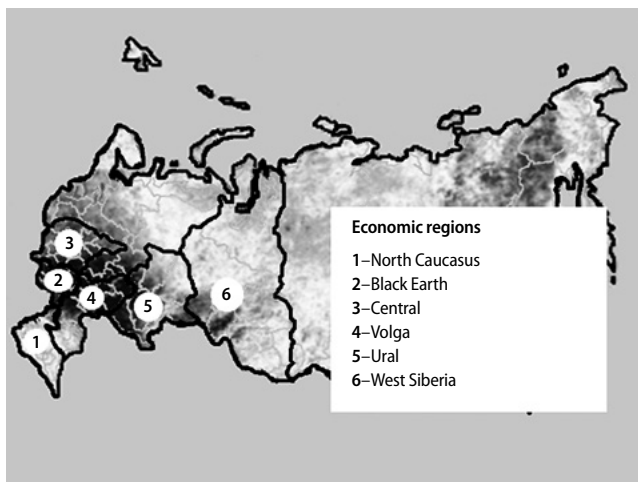 Economic regions
1–North Caucasus
2–Black Earth
3–Central
4–Volga
5–Ural
6–West Siberia
3
2
4
5
6
1